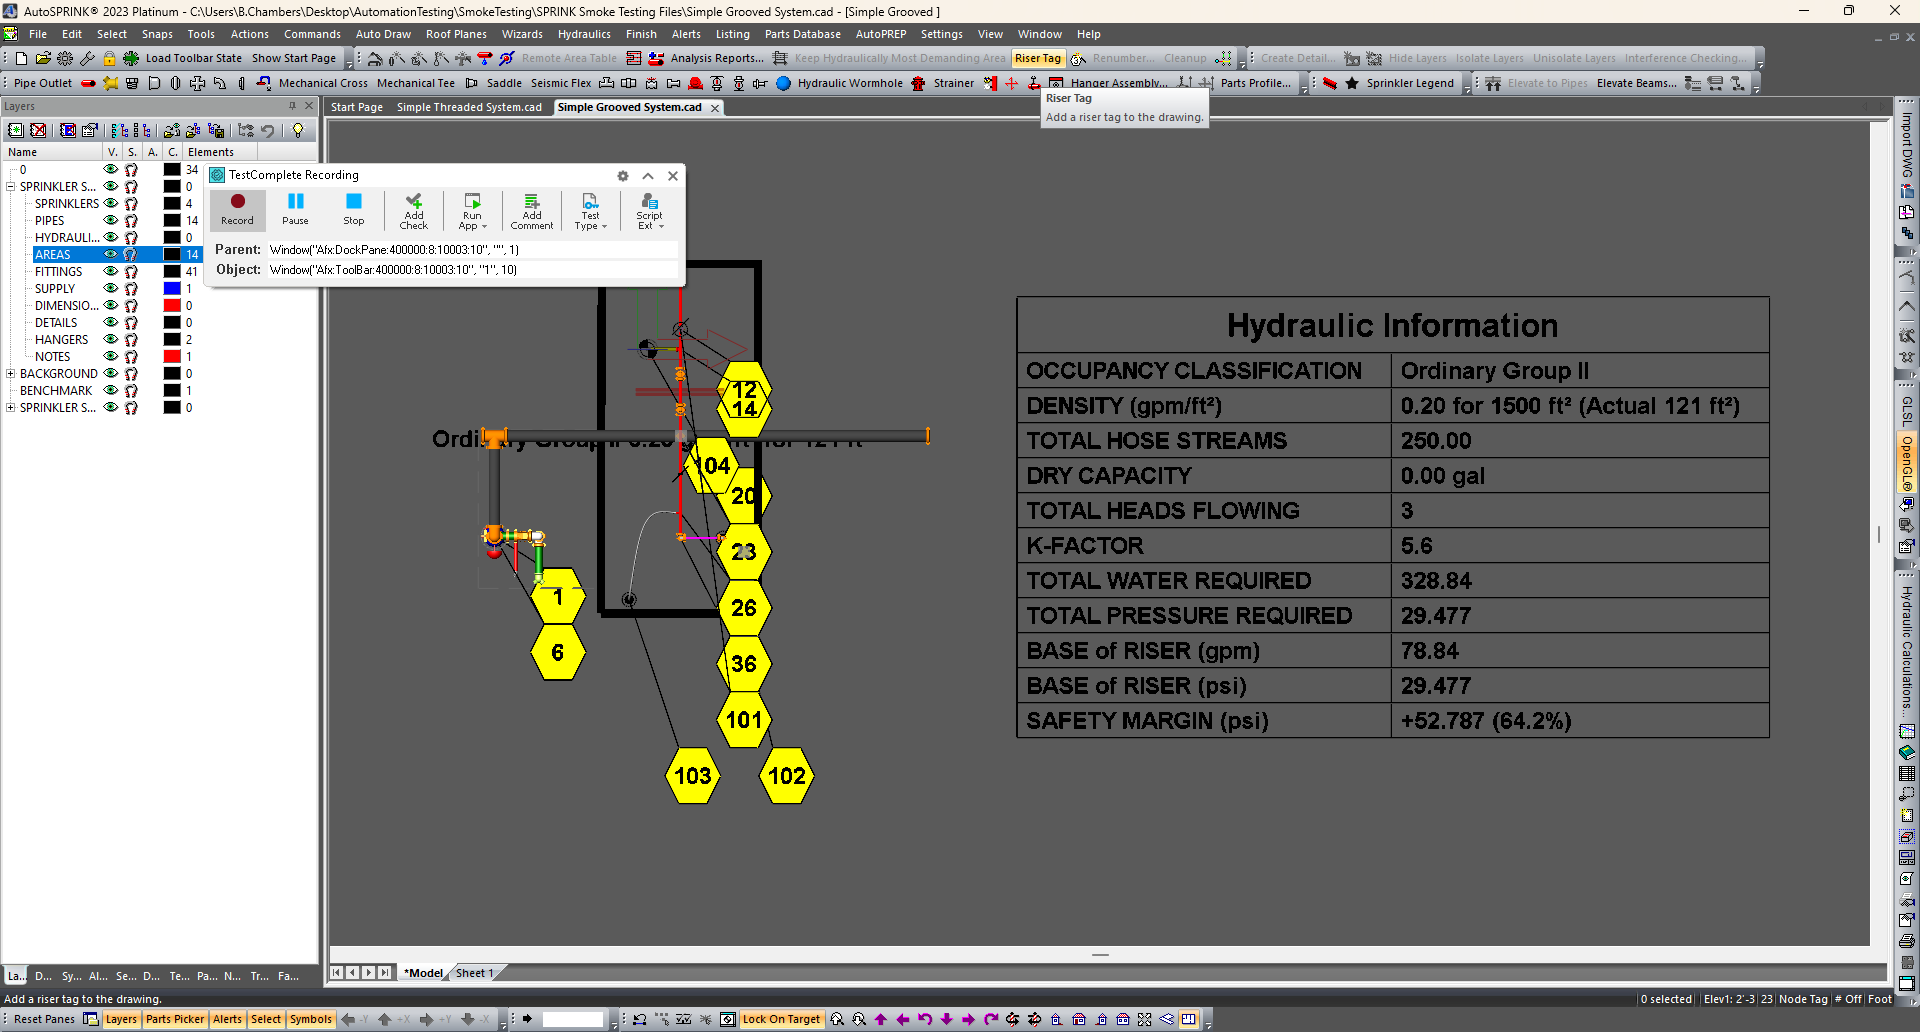 AutoSPRINK® 2023 Platinum - C:\Users\B.Chambers\Desktop\AutomationTesting\SmokeTesting\SPRINK Smoke Testing Files\Simple Grooved System.cad - [Simple Grooved ]
File Edit Select Snaps Tools Actions Commands Auto Draw Roof Planes Wizards Hydraulics Finish Alerts Listing Parts Database AutoPREP Settings View Window Help
Load Toolbar State Show Start Page Remote Area Table Analysis Reports... Keep Hydraulically Most Demanding Area Riser Tag Renumber... Cleanup Create Detail... Hide Layers Isolate Layers Unisolate Layers Interference Checking...
Pipe Outlet Mechanical Cross Mechanical Tee Saddle Seismic Flex Hydraulic Wormhole Strainer Hanger Assembly... Parts Profile... Sprinkler Legend Elevate to Pipes Elevate Beams...
Layers
Start Page Simple Threaded System.cad Simple Grooved System.cad
Riser Tag
Add a riser tag to the drawing.
Name V. S. A. C. Elements
0 34
SPRINKLER S... 0
SPRINKLERS 4
PIPES 14
HYDRAULI... 0
AREAS 14
FITTINGS 41
SUPPLY 1
DIMENSIO... 0
DETAILS 0
HANGERS 2
NOTES 1
BACKGROUND 0
BENCHMARK 1
SPRINKLER S... 0
TestComplete Recording
Record Pause Stop Add Check Run App Add Comment Test Type Script Ext
Parent: Window("Afx:DockPane:400000:8:10003:10", "", 1)
Object: Window("Afx:ToolBar:400000:8:10003:10", "1", 10)
12
14
104
20
23
26
36
101
103
102
1
6
Hydraulic Information
OCCUPANCY CLASSIFICATION Ordinary Group II
DENSITY (gpm/ft²) 0.20 for 1500 ft² (Actual 121 ft²)
TOTAL HOSE STREAMS 250.00
DRY CAPACITY 0.00 gal
TOTAL HEADS FLOWING 3
K-FACTOR 5.6
TOTAL WATER REQUIRED 328.84
TOTAL PRESSURE REQUIRED 29.477
BASE of RISER (gpm) 78.84
BASE of RISER (psi) 29.477
SAFETY MARGIN (psi) +52.787 (64.2%)
Import DWG
GLSL
OpenGL®
Hydraulic Calculations...
La... D... Sy... Al... Se... D... Te... Pa... N... Tr... Fa...
*Model Sheet 1
Add a riser tag to the drawing.
0 selected Elev1: 2'-3 23 Node Tag # Off Foot
Reset Panes Layers Parts Picker Alerts Select Symbols -Y +X +Y -X Lock On Target